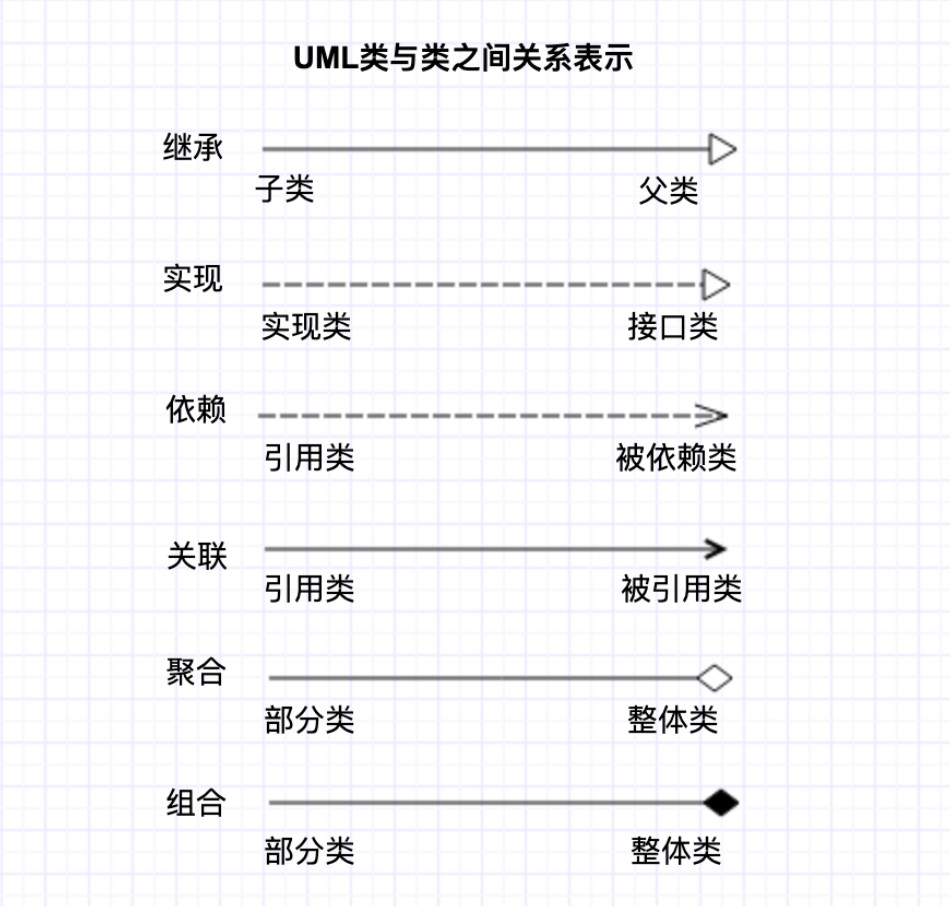 UML类与类之间关系表示
继承
子类 父类
实现
实现类 接口类
依赖
引用类 被依赖类
关联
引用类 被引用类
聚合
部分类 整体类
组合
部分类 整体类